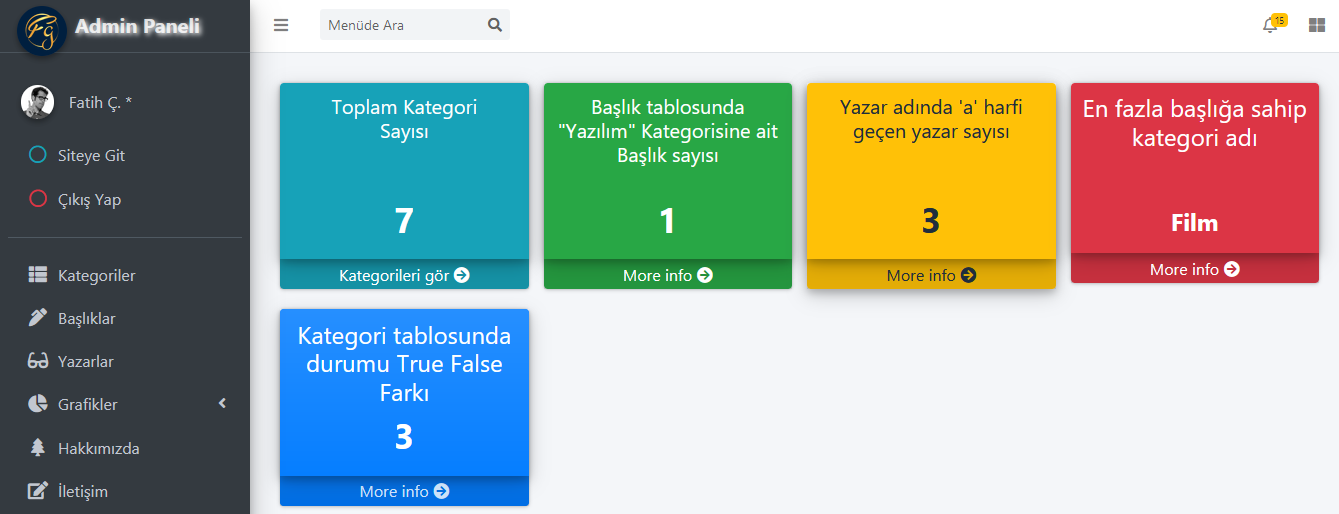 Admin Paneli
Menüde Ara
15
Fatih Ç. *
Siteye Git
Çıkış Yap
Kategoriler
Başlıklar
Yazarlar
Grafikler
Hakkımızda
İletişim
Toplam Kategori
Sayısı
7
Kategorileri gör
Başlık tablosunda
"Yazılım" Kategorisine ait
Başlık sayısı
1
More info
Yazar adında 'a' harfi
geçen yazar sayısı
3
More info
En fazla başlığa sahip
kategori adı
Film
More info
Kategori tablosunda
durumu True False
Farkı
3
More info